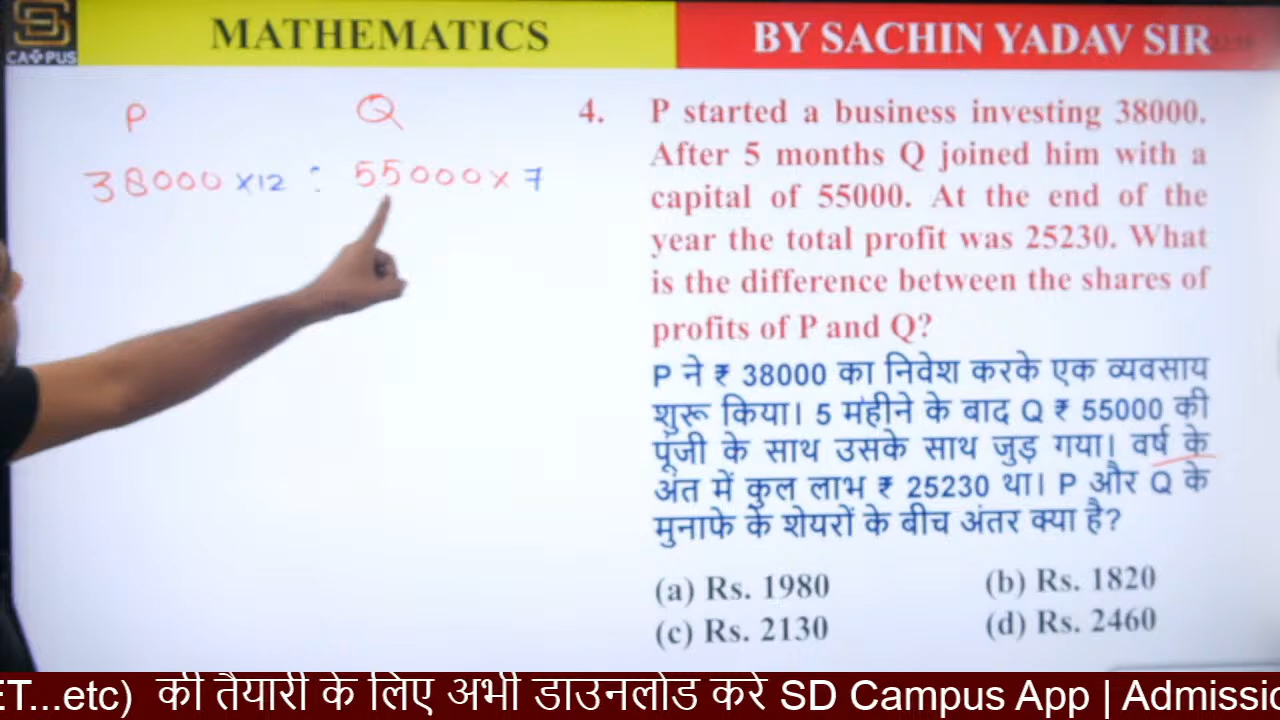 SD
CAMPUS
MATHEMATICS
BY SACHIN YADAV SIR
P
Q
38000 x12 : 55000 x 7
4. P started a business investing 38000.
After 5 months Q joined him with a
capital of 55000. At the end of the
year the total profit was 25230. What
is the difference between the shares of
profits of P and Q?
P ने ₹ 38000 का निवेश करके एक व्यवसाय
शुरू किया। 5 महीने के बाद Q ₹ 55000 की
पूंजी के साथ उसके साथ जुड़ गया। वर्ष के
अंत में कुल लाभ ₹ 25230 था। P और Q के
मुनाफे के शेयरों के बीच अंतर क्या है?
(a) Rs. 1980
(b) Rs. 1820
(c) Rs. 2130
(d) Rs. 2460
ET...etc) की तैयारी के लिए अभी डाउनलोड करे SD Campus App | Admissio